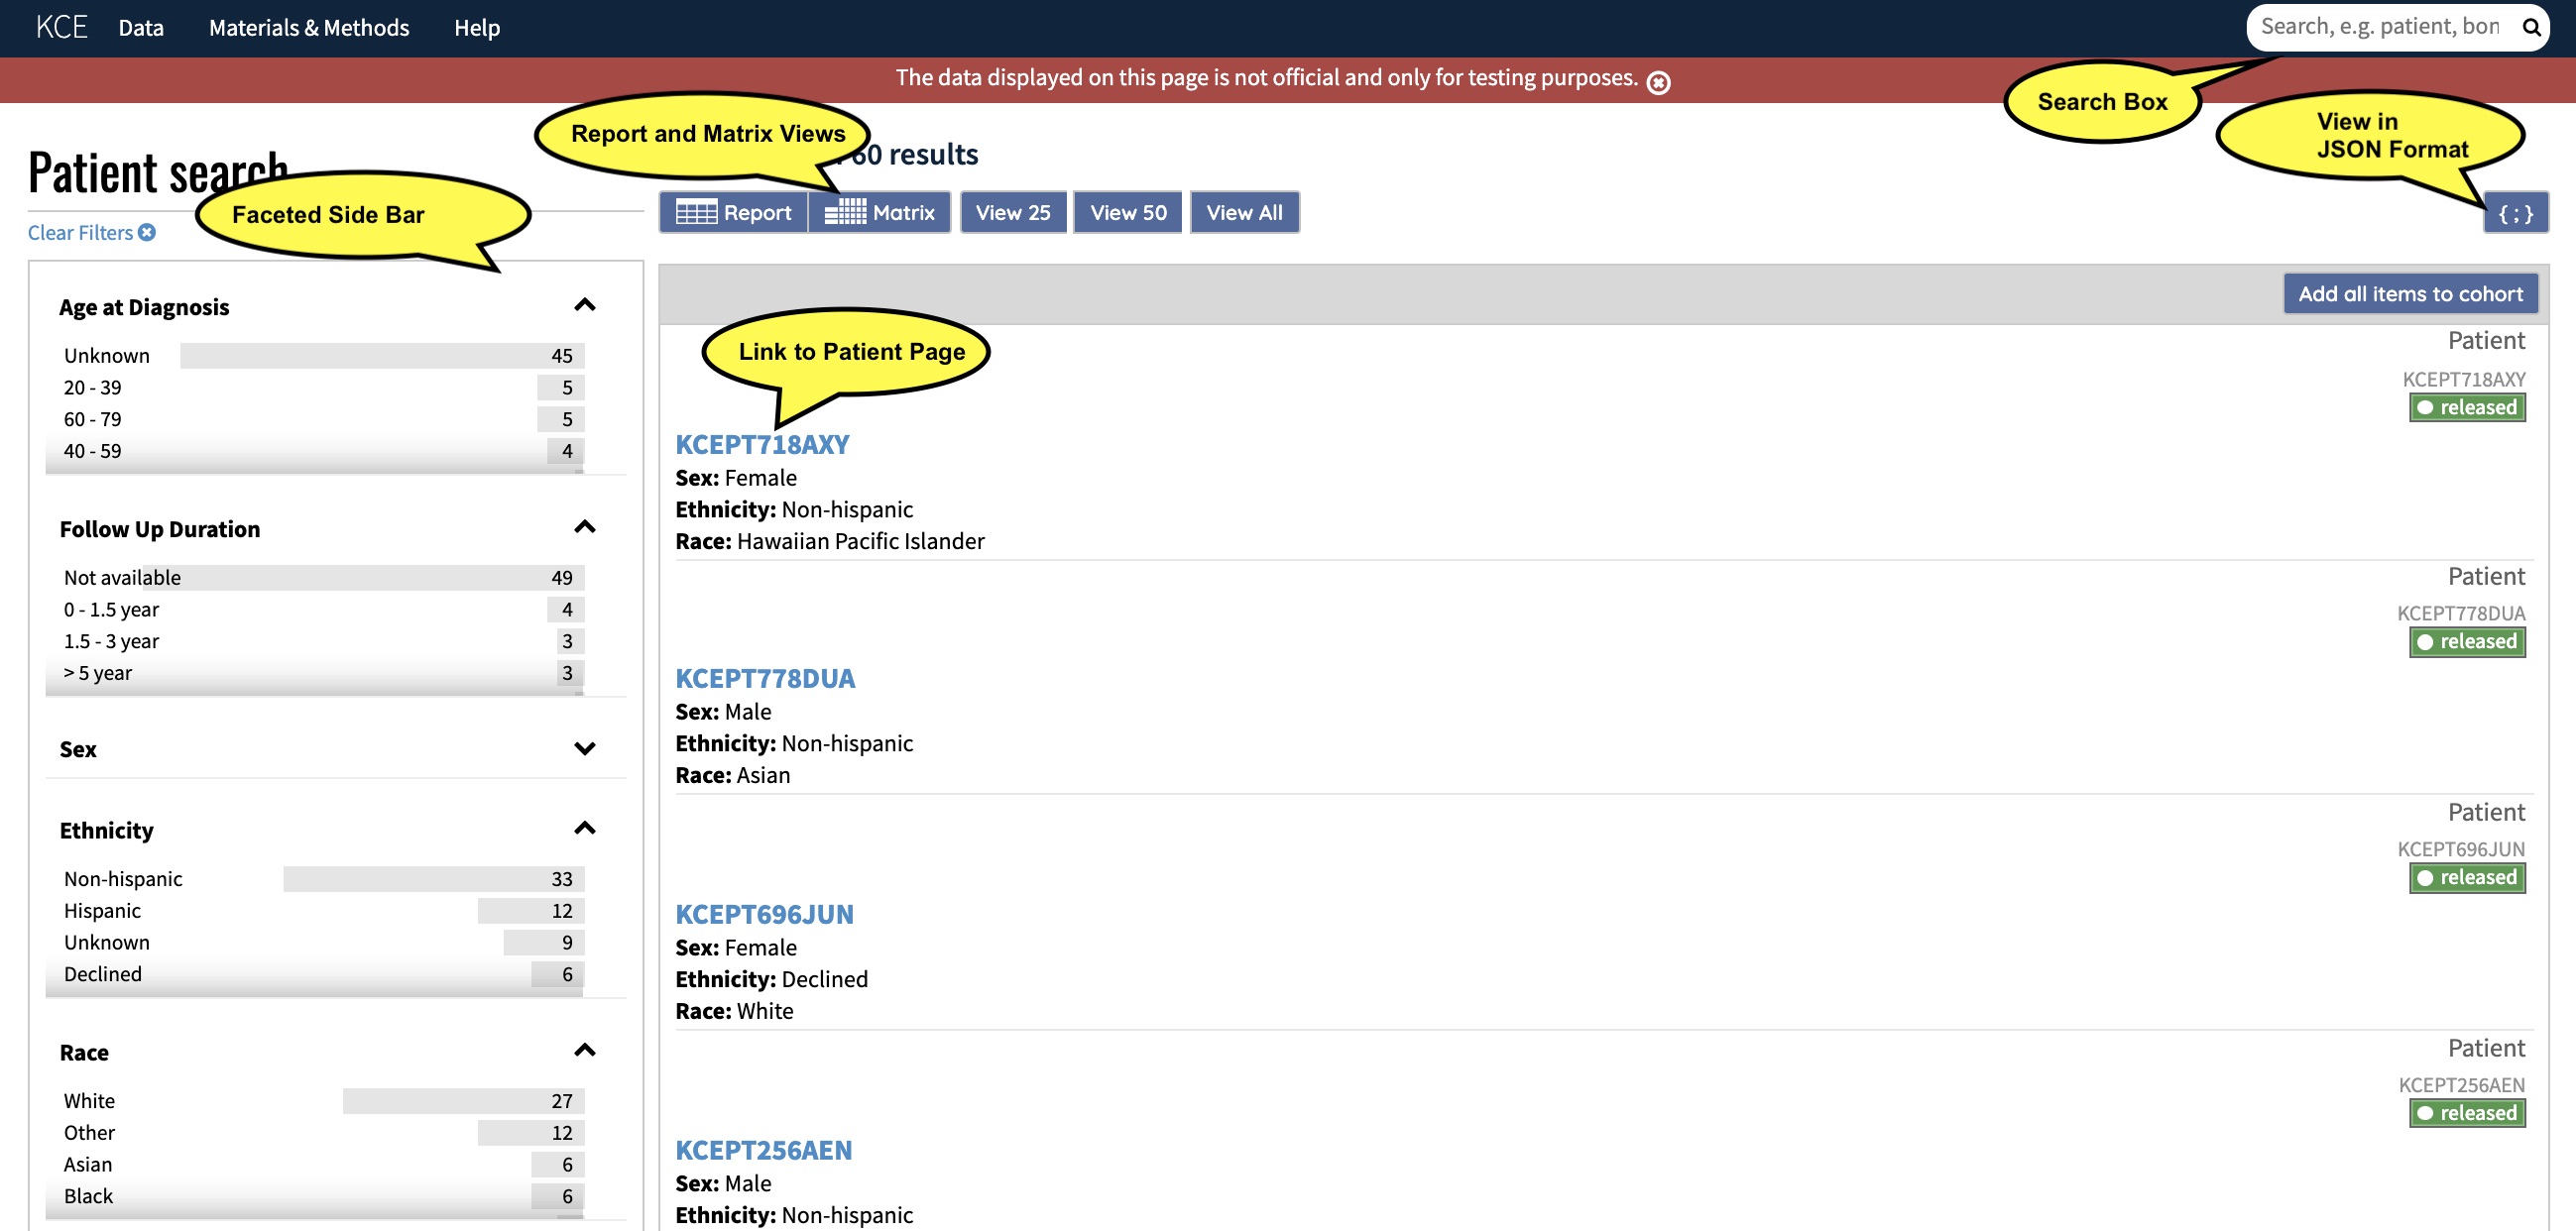 KCE Data Materials & Methods Help
Search, e.g. patient, bon
The data displayed on this page is not official and only for testing purposes.
Search Box
View in
JSON Format
Report and Matrix Views
60 results
Patient search
Faceted Side Bar
Clear Filters
Report Matrix View 25 View 50 View All
{ ; }
Add all items to cohort
Age at Diagnosis
Unknown 45
20 - 39 5
60 - 79 5
40 - 59 4
Follow Up Duration
Not available 49
0 - 1.5 year 4
1.5 - 3 year 3
> 5 year 3
Sex
Ethnicity
Non-hispanic 33
Hispanic 12
Unknown 9
Declined 6
Race
White 27
Other 12
Asian 6
Black 6
Link to Patient Page
Patient
KCEPT718AXY
released
KCEPT718AXY
Sex: Female
Ethnicity: Non-hispanic
Race: Hawaiian Pacific Islander
Patient
KCEPT778DUA
released
KCEPT778DUA
Sex: Male
Ethnicity: Non-hispanic
Race: Asian
Patient
KCEPT696JUN
released
KCEPT696JUN
Sex: Female
Ethnicity: Declined
Race: White
Patient
KCEPT256AEN
released
KCEPT256AEN
Sex: Male
Ethnicity: Non-hispanic